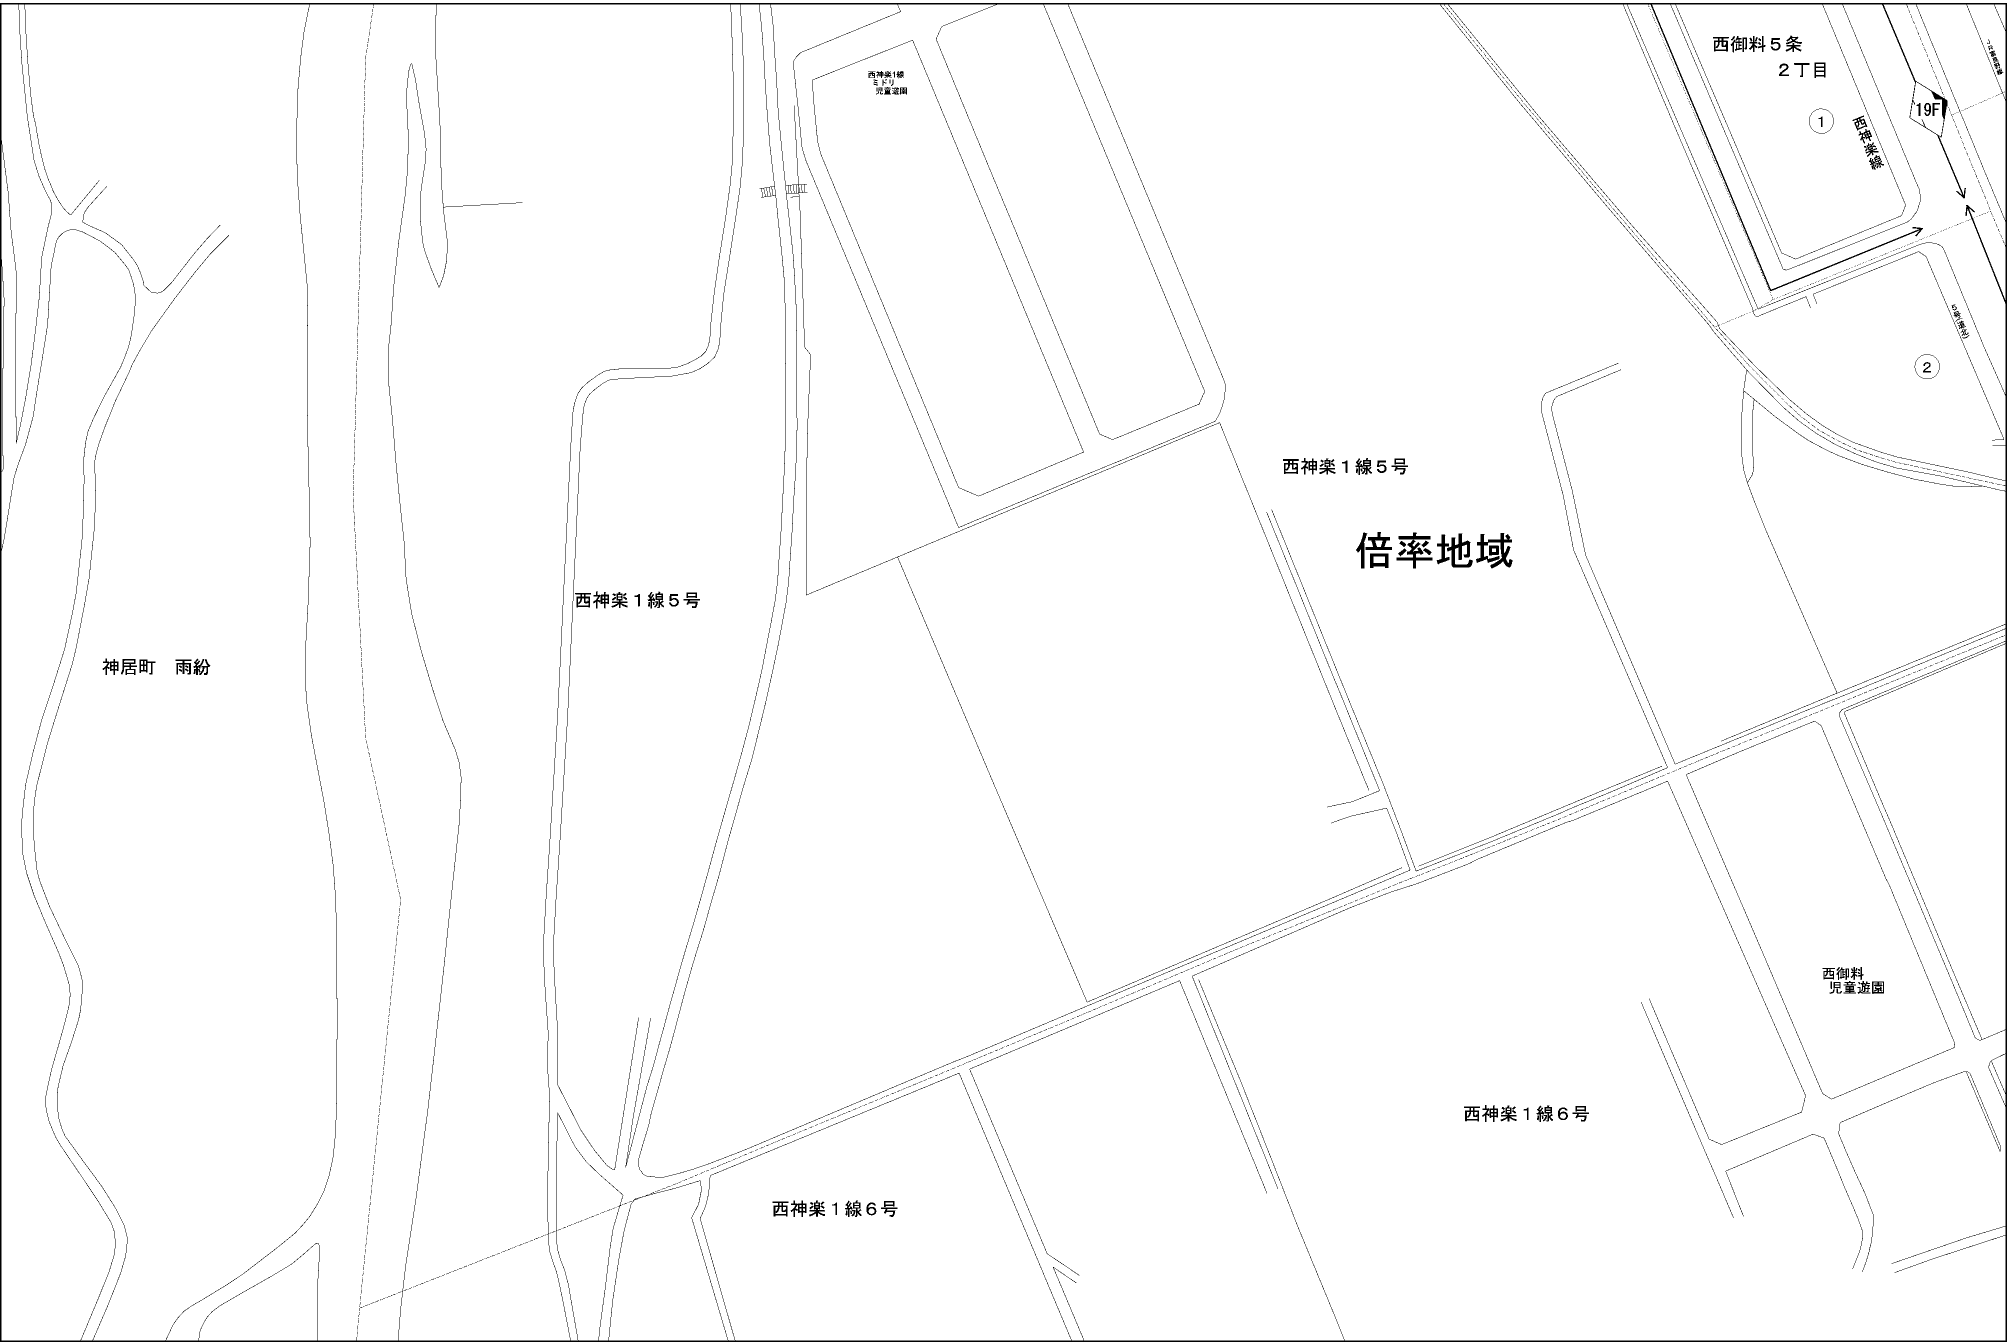 西御料５条
２丁目
1
19F
西神楽線
西神楽1線
ミドリ
児童遊園
2
西神楽１線５号
倍率地域
西神楽１線５号
神居町　雨紛
西御料
児童遊園
西神楽１線６号
西神楽１線６号